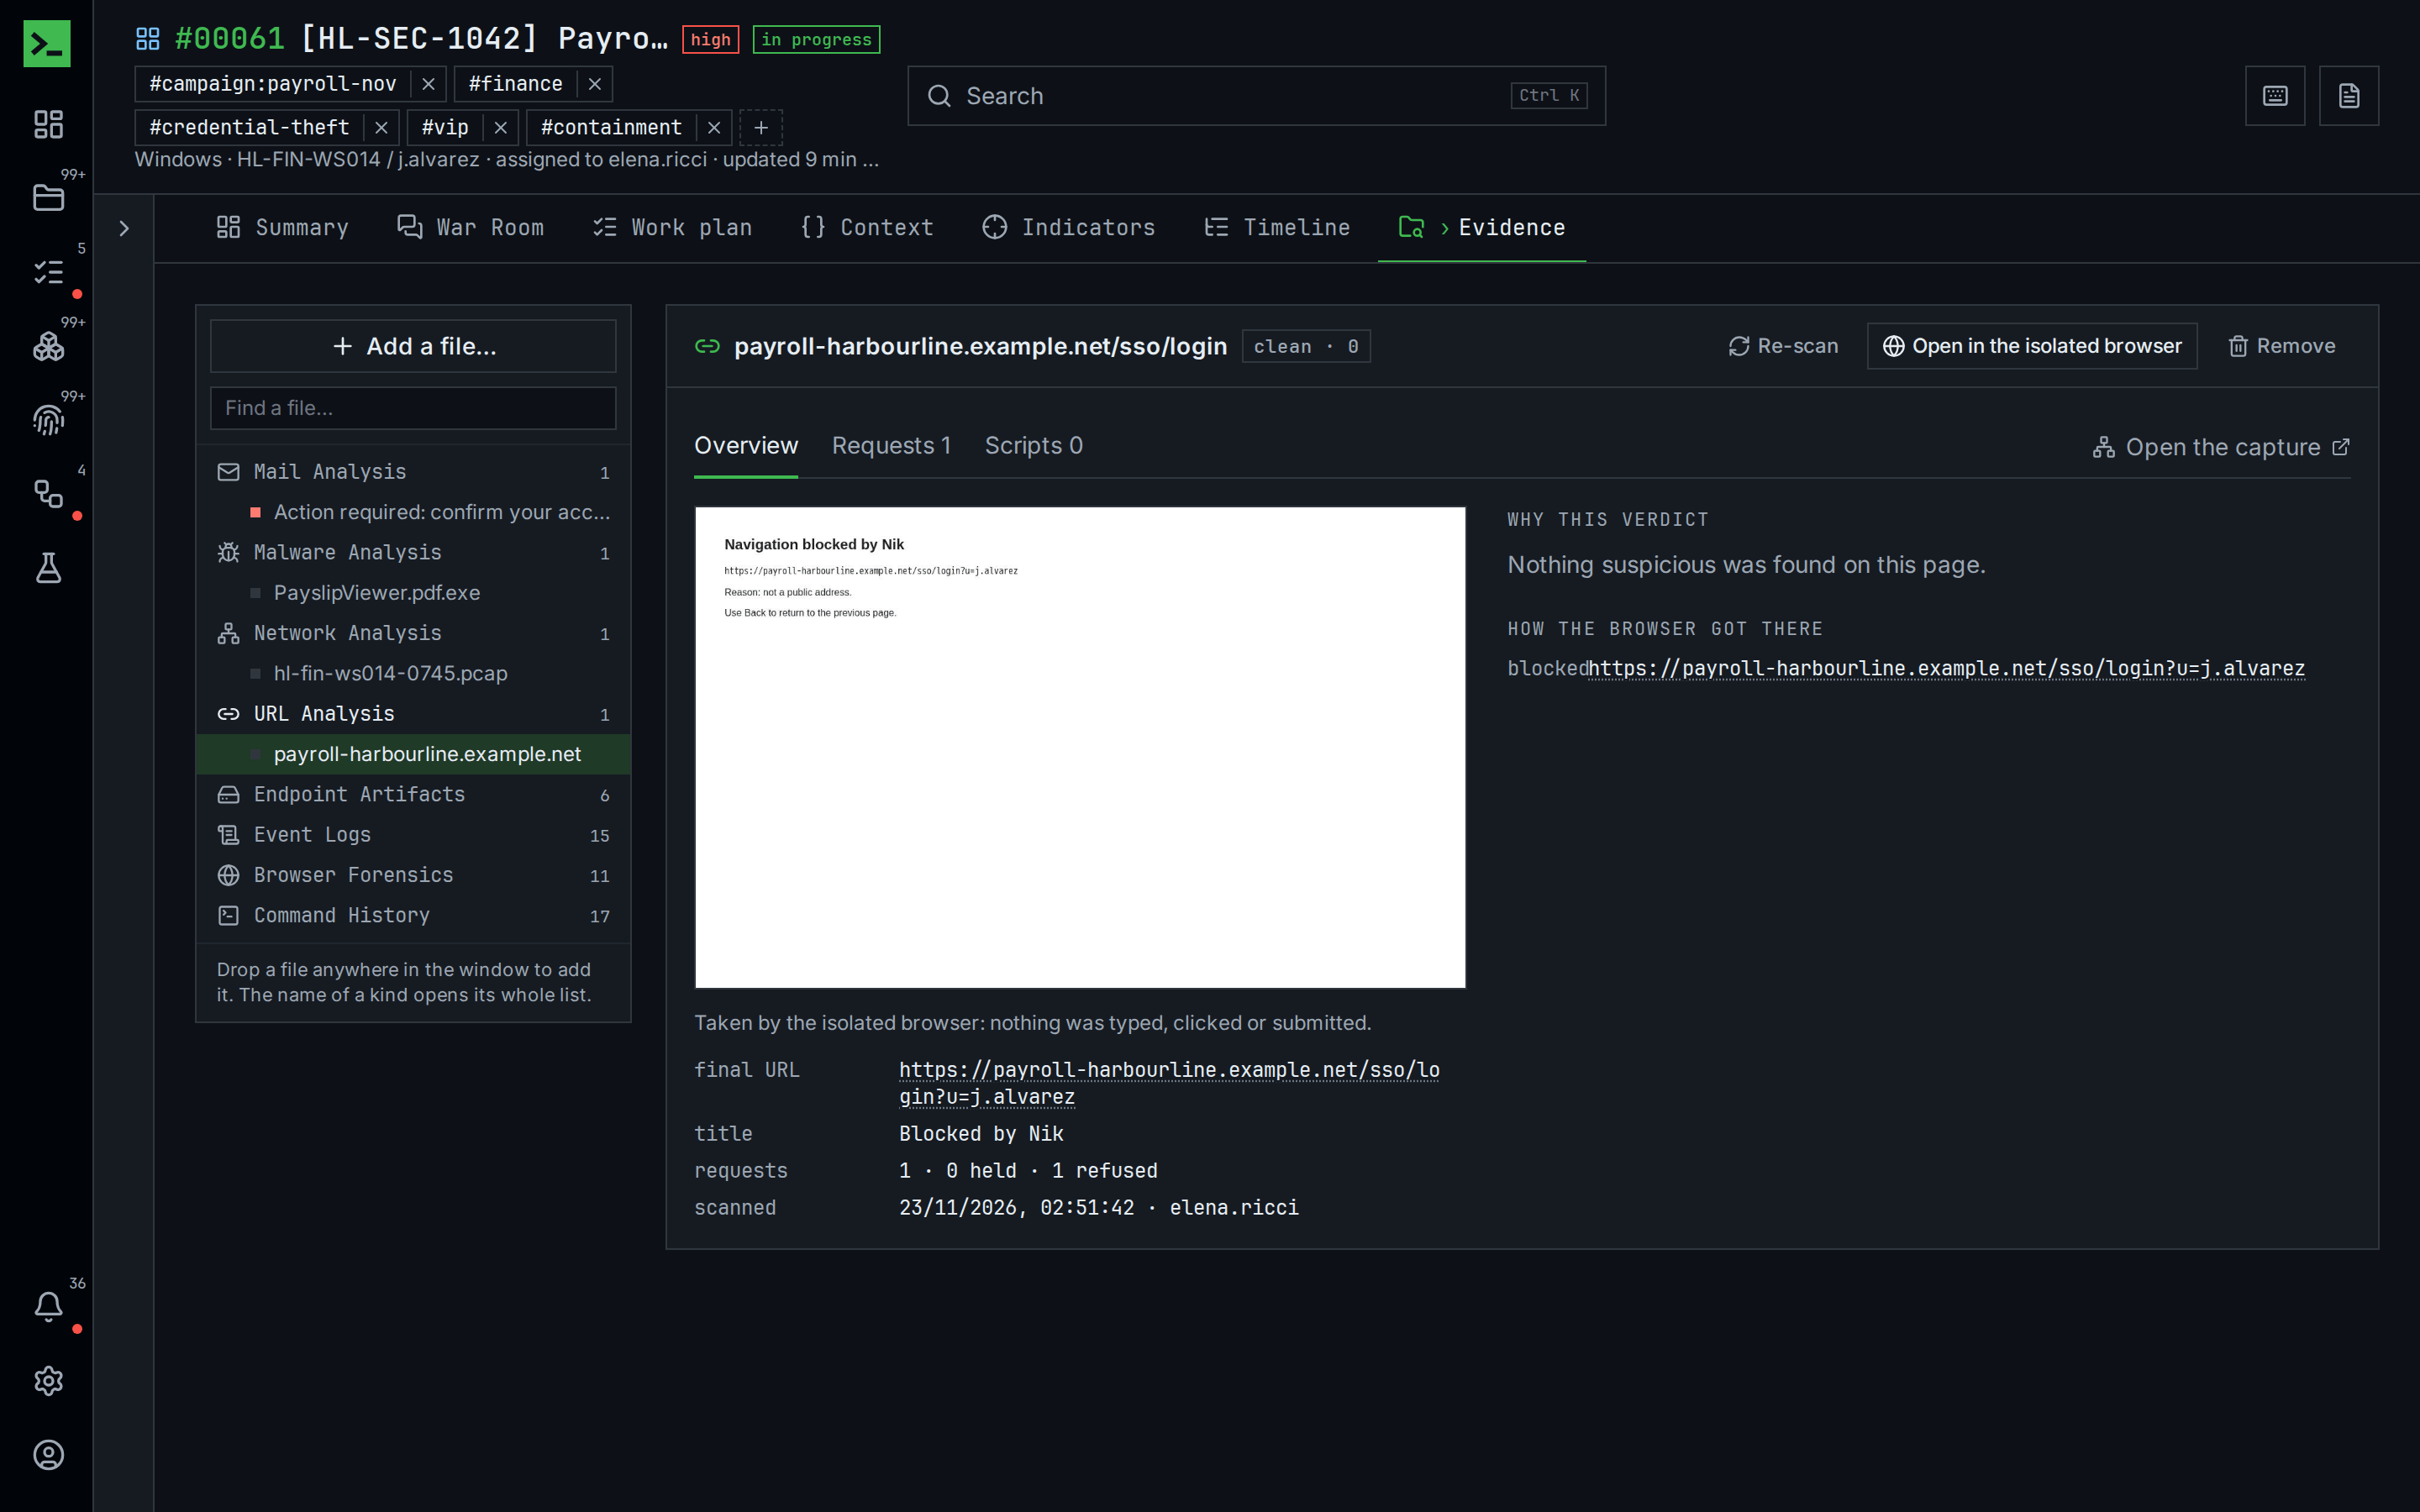 #00061 [HL-SEC-1042] Payro… high in progress
#campaign:payroll-nov #finance
#credential-theft #vip #containment
Windows · HL-FIN-WS014 / j.alvarez · assigned to elena.ricci · updated 9 min …
Search Ctrl K
99+
5
99+
99+
4
36
Summary War Room Work plan Context Indicators Timeline › Evidence
Add a file...
Find a file...
Mail Analysis 1
Action required: confirm your acc...
Malware Analysis 1
PayslipViewer.pdf.exe
Network Analysis 1
hl-fin-ws014-0745.pcap
URL Analysis 1
payroll-harbourline.example.net
Endpoint Artifacts 6
Event Logs 15
Browser Forensics 11
Command History 17
Drop a file anywhere in the window to add
it. The name of a kind opens its whole list.
payroll-harbourline.example.net/sso/login clean · 0
Re-scan Open in the isolated browser Remove
Overview Requests 1 Scripts 0 Open the capture
Navigation blocked by Nik
https://payroll-harbourline.example.net/sso/login?u=j.alvarez
Reason: not a public address.
Use Back to return to the previous page.
Taken by the isolated browser: nothing was typed, clicked or submitted.
final URL https://payroll-harbourline.example.net/sso/lo
gin?u=j.alvarez
title Blocked by Nik
requests 1 · 0 held · 1 refused
scanned 23/11/2026, 02:51:42 · elena.ricci
WHY THIS VERDICT
Nothing suspicious was found on this page.
HOW THE BROWSER GOT THERE
blockedhttps://payroll-harbourline.example.net/sso/login?u=j.alvarez